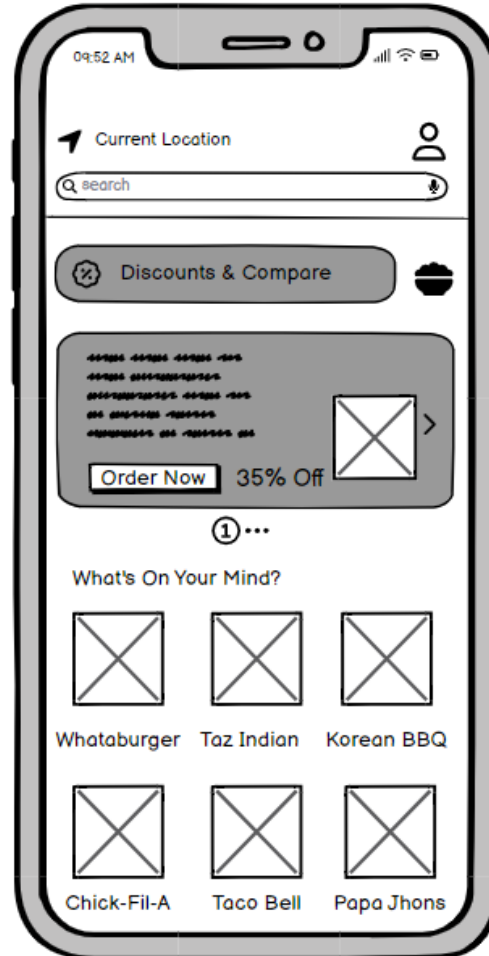 09:52 AM
Current Location
search
Discounts & Compare
Order Now 35% Off
1
What's On Your Mind?
Whataburger Taz Indian Korean BBQ
Chick-Fil-A Taco Bell Papa Jhons